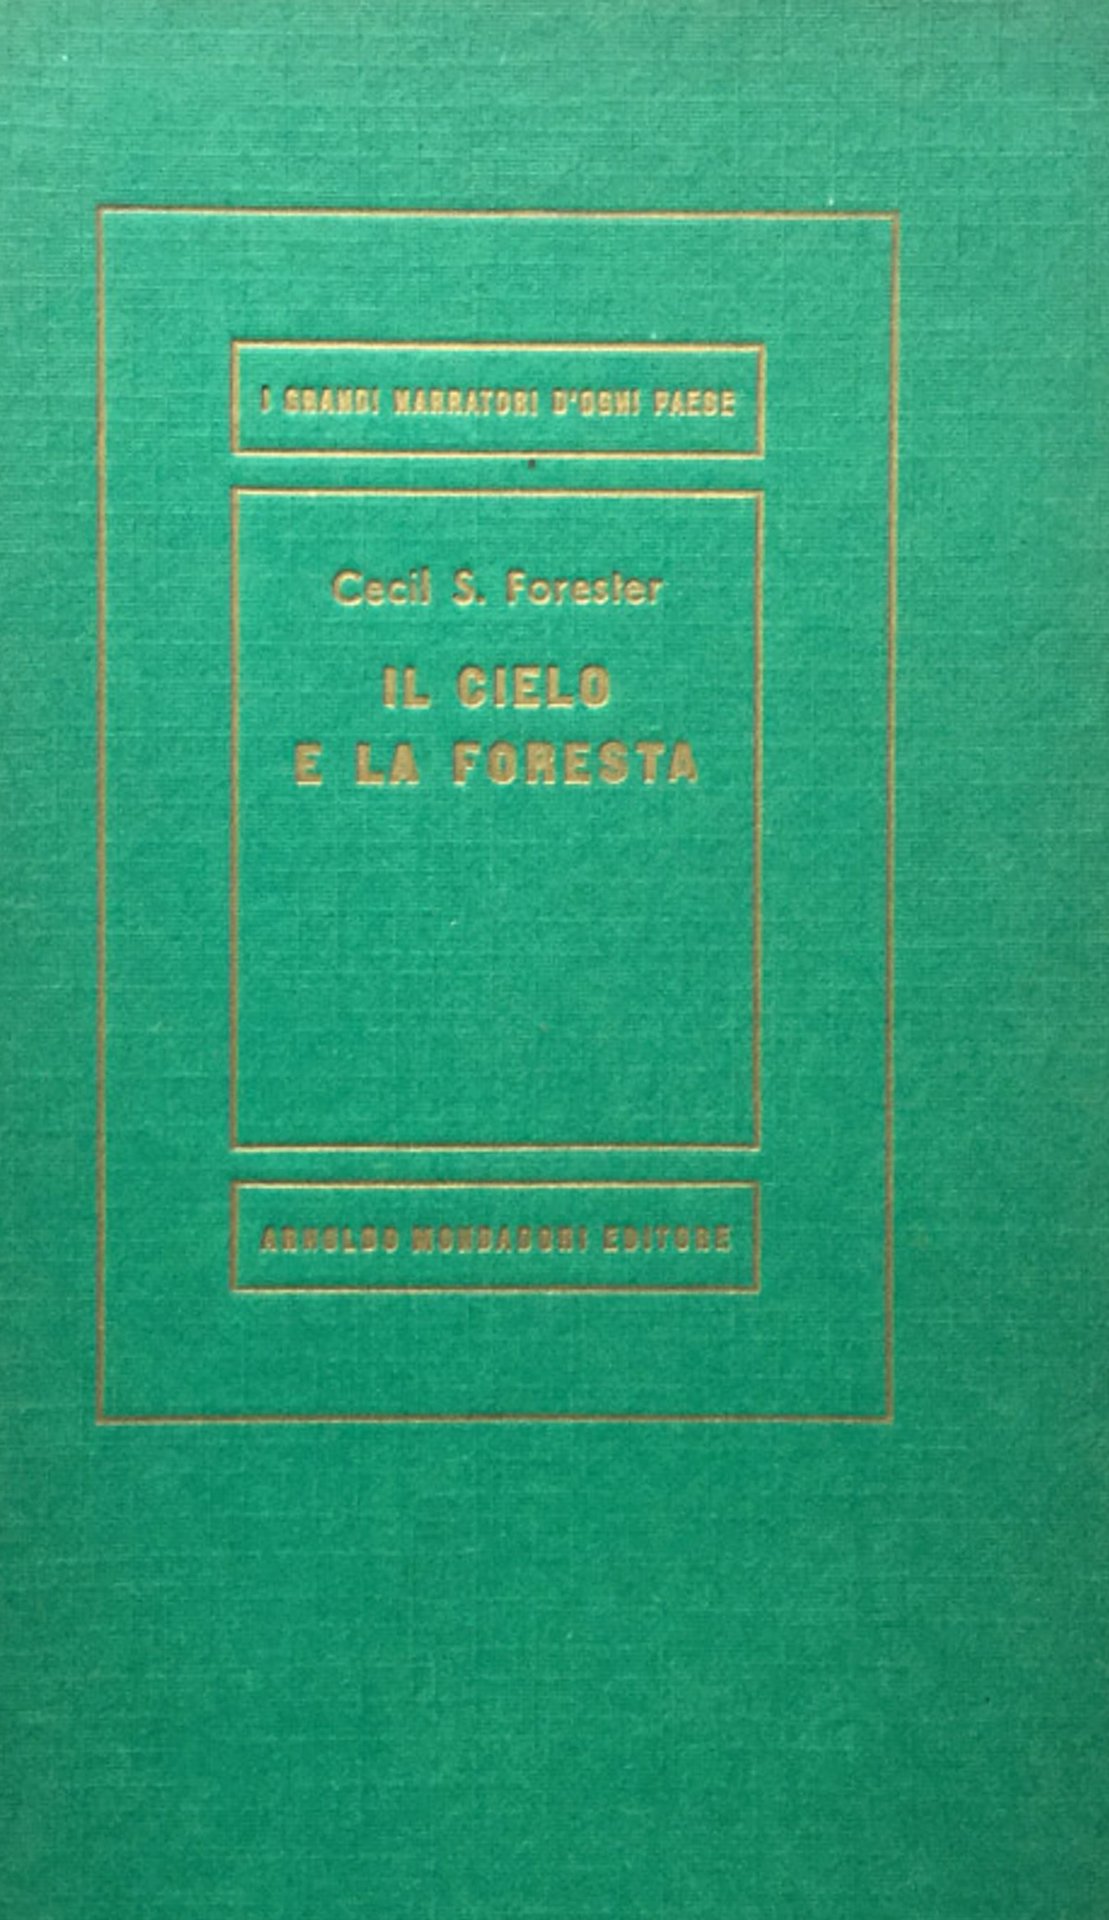 I GRANDI NARRATORI D'OGNI PAESE
Cecil S. Forester
IL CIELO
E LA FORESTA
ARNOLDO MONDADORI EDITORE